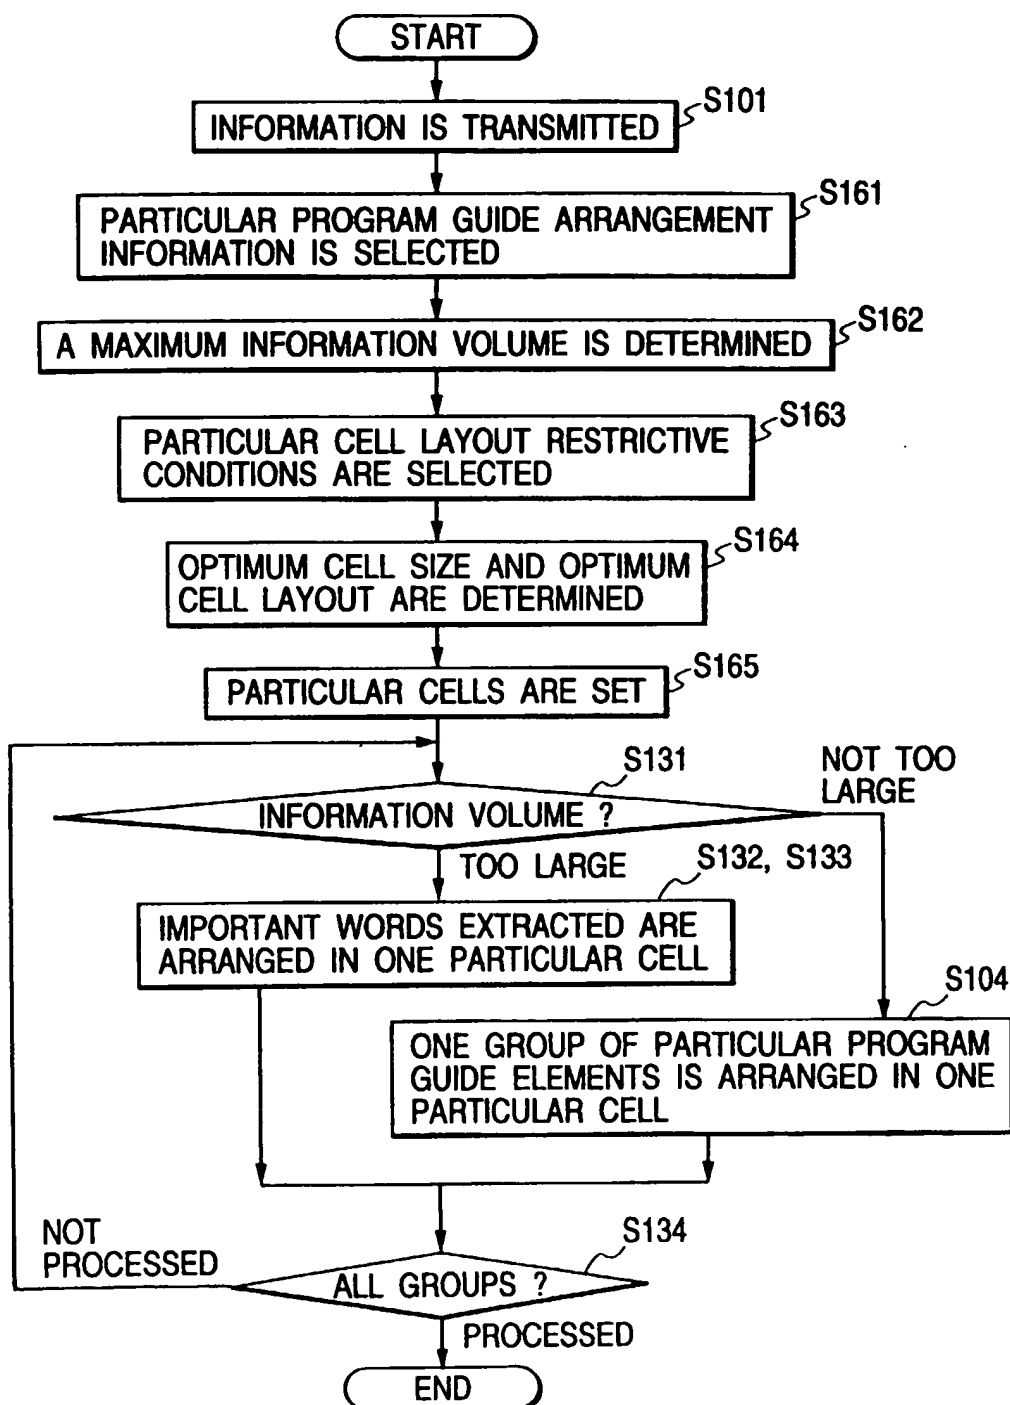 START
S101
INFORMATION IS TRANSMITTED
S161
PARTICULAR PROGRAM GUIDE ARRANGEMENT
INFORMATION IS SELECTED
S162
A MAXIMUM INFORMATION VOLUME IS DETERMINED
S163
PARTICULAR CELL LAYOUT RESTRICTIVE
CONDITIONS ARE SELECTED
S164
OPTIMUM CELL SIZE AND OPTIMUM
CELL LAYOUT ARE DETERMINED
S165
PARTICULAR CELLS ARE SET
S131
NOT TOO
LARGE
INFORMATION VOLUME ?
TOO LARGE
S132, S133
IMPORTANT WORDS EXTRACTED ARE
ARRANGED IN ONE PARTICULAR CELL
S104
ONE GROUP OF PARTICULAR PROGRAM
GUIDE ELEMENTS IS ARRANGED IN ONE
PARTICULAR CELL
NOT
PROCESSED
S134
ALL GROUPS ?
PROCESSED
END